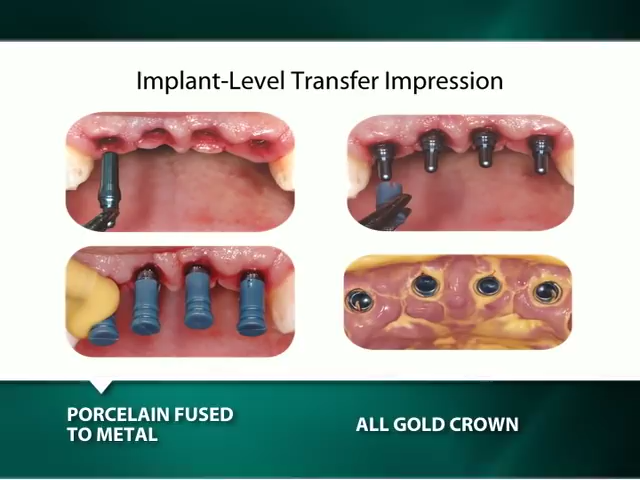 Implant-Level Transfer Impression
PORCELAIN FUSED
TO METAL
ALL GOLD CROWN